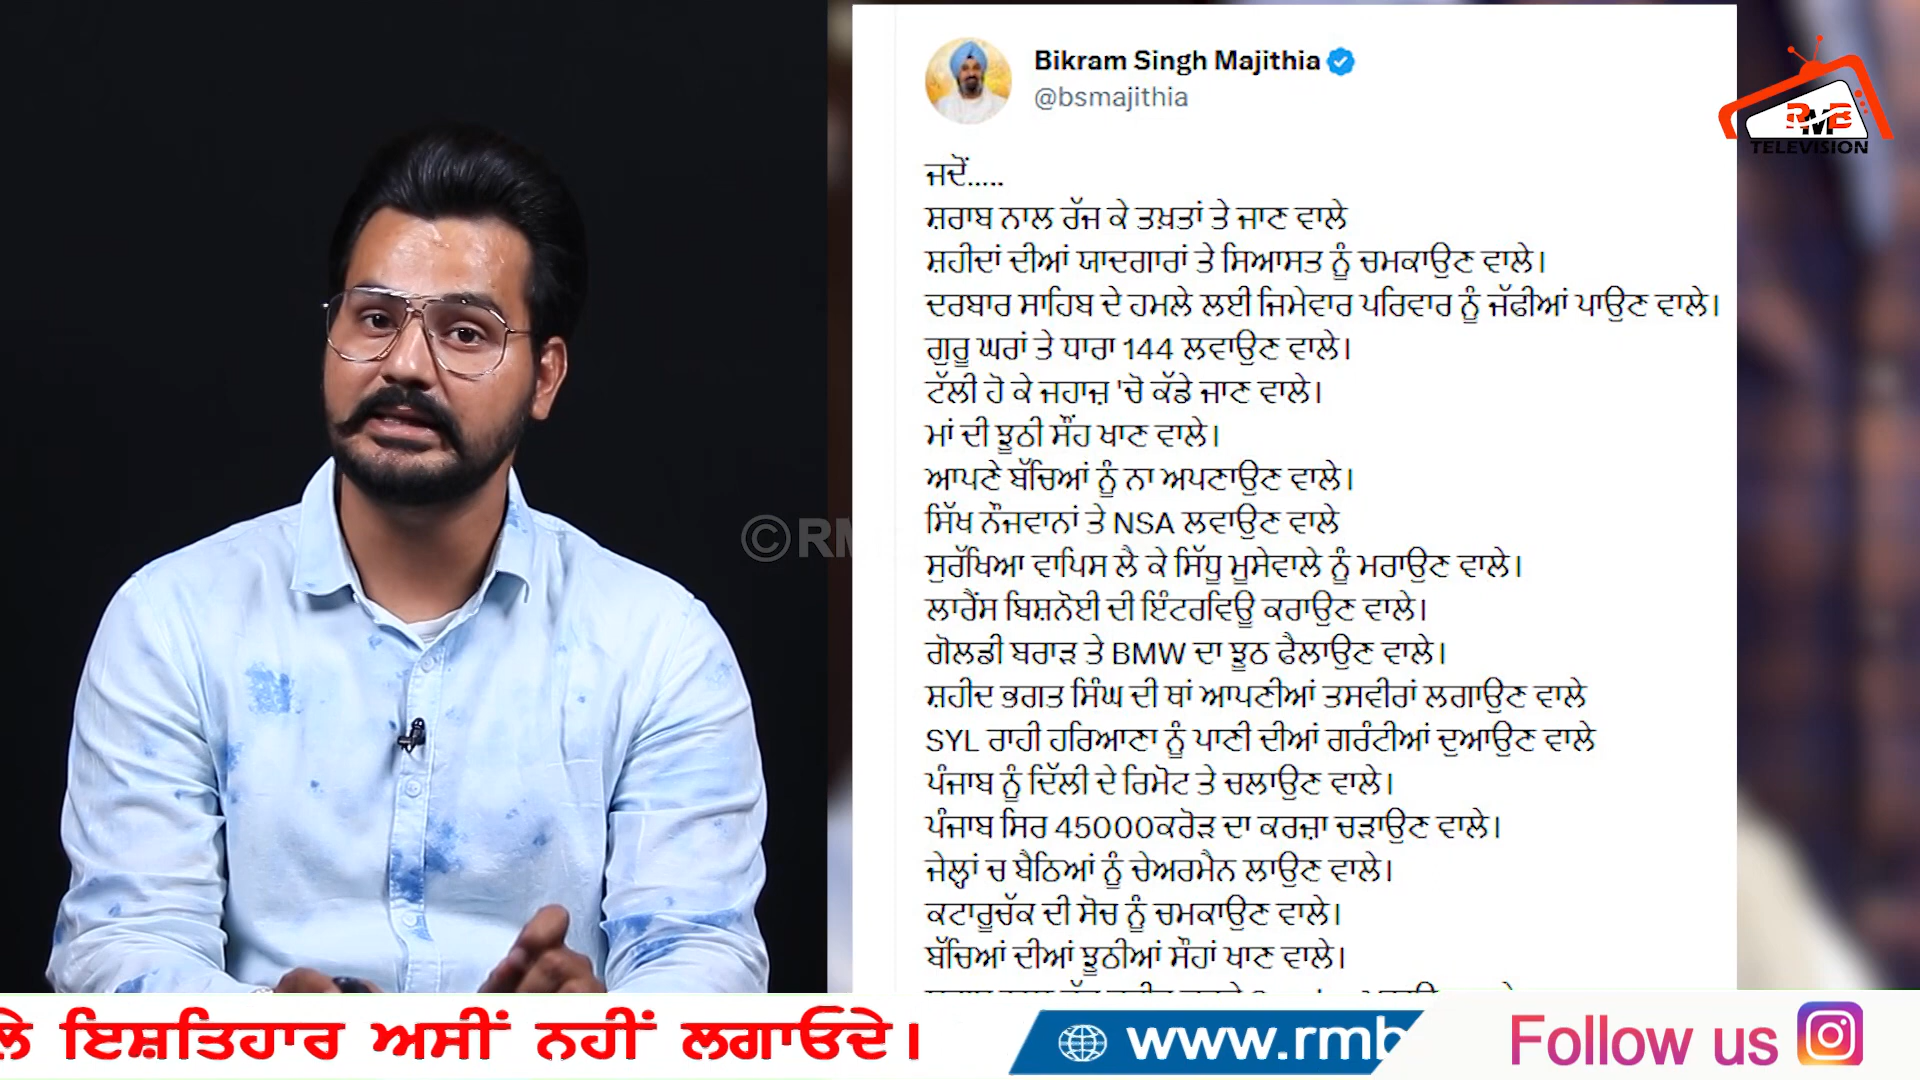 Bikram Singh Majithia
@bsmajithia
ਜਦੋਂ.....
ਸ਼ਰਾਬ ਨਾਲ ਰੱਜ ਕੇ ਤਖ਼ਤਾਂ ਤੇ ਜਾਣ ਵਾਲੇ
ਸ਼ਹੀਦਾਂ ਦੀਆਂ ਯਾਦਗਾਰਾਂ ਤੇ ਸਿਆਸਤ ਨੂੰ ਚਮਕਾਉਣ ਵਾਲੇ।
ਦਰਬਾਰ ਸਾਹਿਬ ਦੇ ਹਮਲੇ ਲਈ ਜਿਮੇਵਾਰ ਪਰਿਵਾਰ ਨੂੰ ਜੱਫੀਆਂ ਪਾਉਣ ਵਾਲੇ।
ਗੁਰੂ ਘਰਾਂ ਤੇ ਧਾਰਾ 144 ਲਵਾਉਣ ਵਾਲੇ।
ਟੱਲੀ ਹੋ ਕੇ ਜਹਾਜ਼ 'ਚੋ ਕੱਡੇ ਜਾਣ ਵਾਲੇ।
ਮਾਂ ਦੀ ਝੂਠੀ ਸੌਂਹ ਖਾਣ ਵਾਲੇ।
ਆਪਣੇ ਬੱਚਿਆਂ ਨੂੰ ਨਾ ਅਪਣਾਉਣ ਵਾਲੇ।
ਸਿੱਖ ਨੌਜਵਾਨਾਂ ਤੇ NSA ਲਵਾਉਣ ਵਾਲੇ
ਸੁਰੱਖਿਆ ਵਾਪਿਸ ਲੈ ਕੇ ਸਿੱਧੂ ਮੂਸੇਵਾਲੇ ਨੂੰ ਮਰਾਉਣ ਵਾਲੇ।
ਲਾਰੈਂਸ ਬਿਸ਼ਨੋਈ ਦੀ ਇੰਟਰਵਿਊ ਕਰਾਉਣ ਵਾਲੇ।
ਗੋਲਡੀ ਬਰਾੜ ਤੇ BMW ਦਾ ਝੂਠ ਫੈਲਾਉਣ ਵਾਲੇ।
ਸ਼ਹੀਦ ਭਗਤ ਸਿੰਘ ਦੀ ਥਾਂ ਆਪਣੀਆਂ ਤਸਵੀਰਾਂ ਲਗਾਉਣ ਵਾਲੇ
SYL ਰਾਹੀ ਹਰਿਆਣਾ ਨੂੰ ਪਾਣੀ ਦੀਆਂ ਗਰੰਟੀਆਂ ਦੁਆਉਣ ਵਾਲੇ
ਪੰਜਾਬ ਨੂੰ ਦਿੱਲੀ ਦੇ ਰਿਮੋਟ ਤੇ ਚਲਾਉਣ ਵਾਲੇ।
ਪੰਜਾਬ ਸਿਰ 45000ਕਰੋੜ ਦਾ ਕਰਜ਼ਾ ਚੜਾਉਣ ਵਾਲੇ।
ਜੇਲ੍ਹਾਂ ਚ ਬੈਠਿਆਂ ਨੂੰ ਚੇਅਰਮੈਨ ਲਾਉਣ ਵਾਲੇ।
ਕਟਾਰੂਚੱਕ ਦੀ ਸੋਚ ਨੂੰ ਚਮਕਾਉਣ ਵਾਲੇ।
ਬੱਚਿਆਂ ਦੀਆਂ ਝੂਠੀਆਂ ਸੌਹਾਂ ਖਾਣ ਵਾਲੇ।
RMB
TELEVISION
©RM
ਇਸ਼ਤਿਹਾਰ ਅਸੀਂ ਨਹੀਂ ਲਗਾਓਂਦੇ।
www.rmb
Follow us